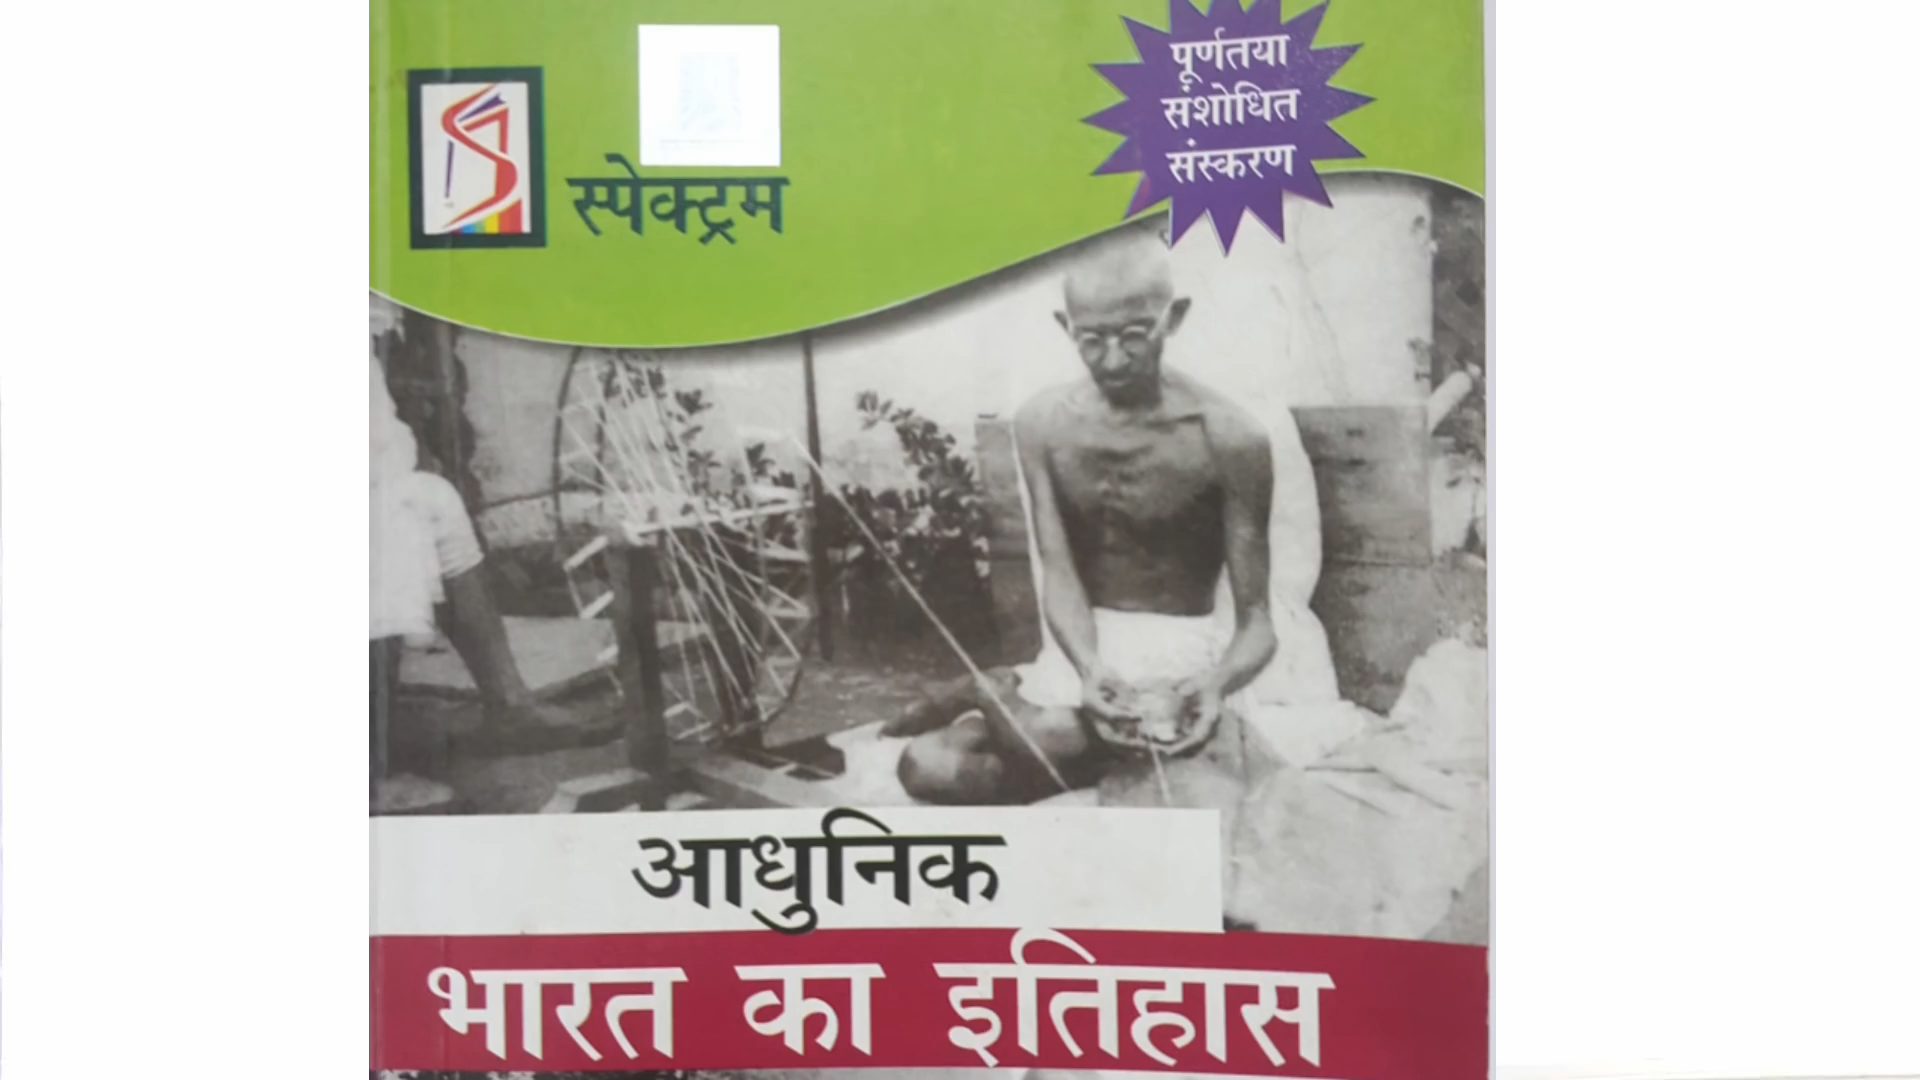 पूर्णतया
संशोधित
संस्करण
स्पेक्ट्रम
आधुनिक
भारत का इतिहास